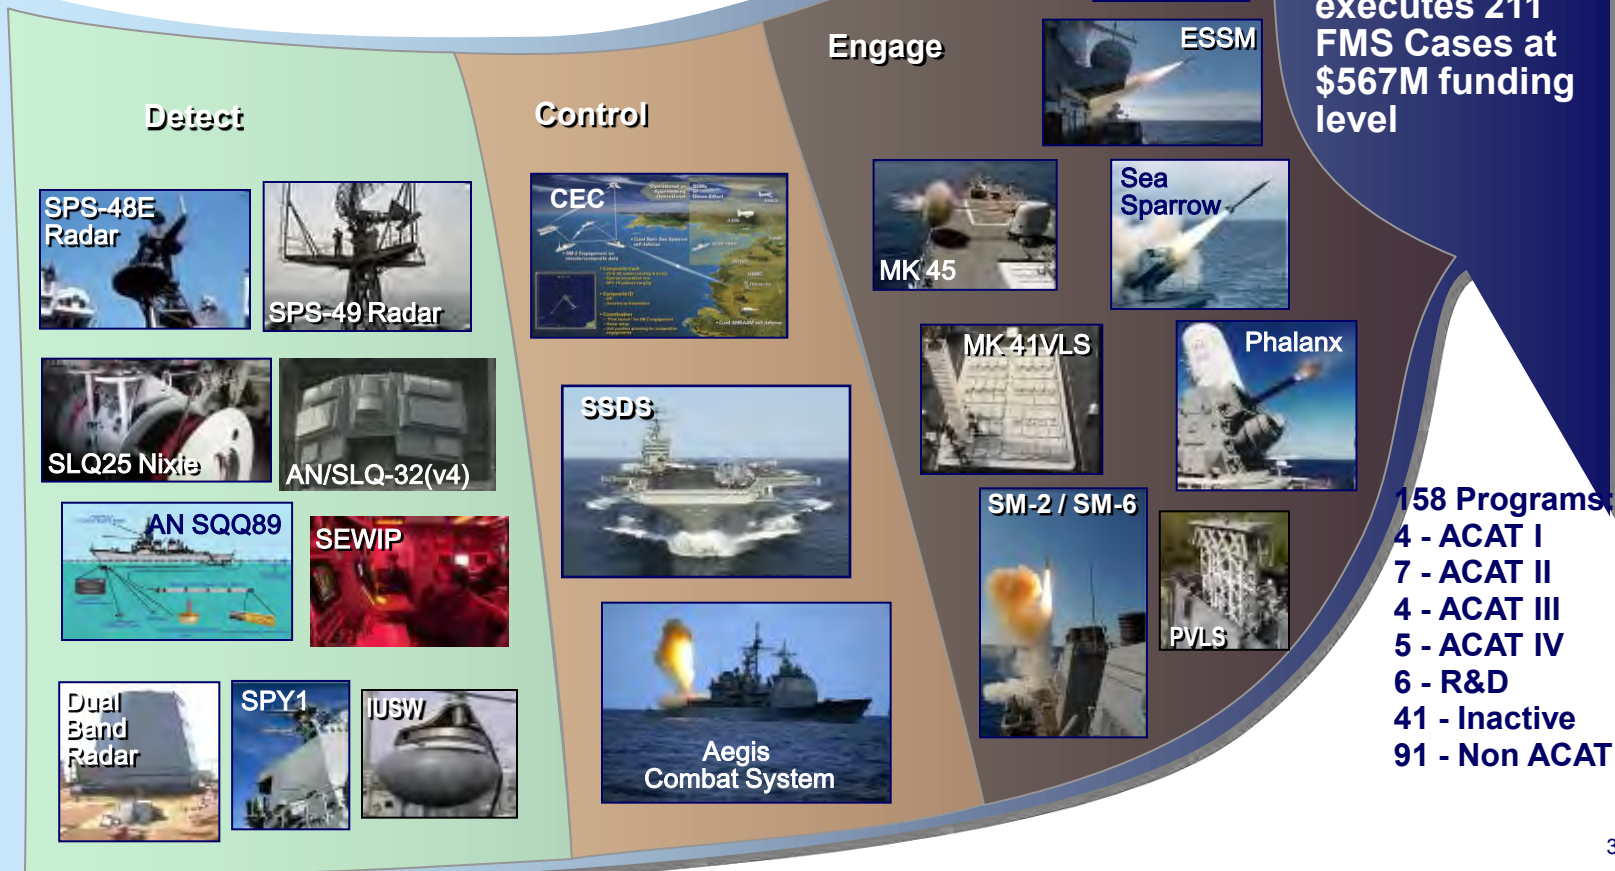 executes 211
FMS Cases at
$567M funding
level
Detect
Control
Engage
SPS-48E
Radar
SPS-49 Radar
SLQ25 Nixie
AN/SLQ-32(v4)
AN SQQ89
SEWIP
Dual
Band
Radar
SPY1
IUSW
CEC
SSDS
Aegis
Combat System
ESSM
MK 45
Sea
Sparrow
MK 41VLS
Phalanx
SM-2 / SM-6
PVLS
158 Programs:
4 - ACAT I
7 - ACAT II
4 - ACAT III
5 - ACAT IV
6 - R&D
41 - Inactive
91 - Non ACAT
3